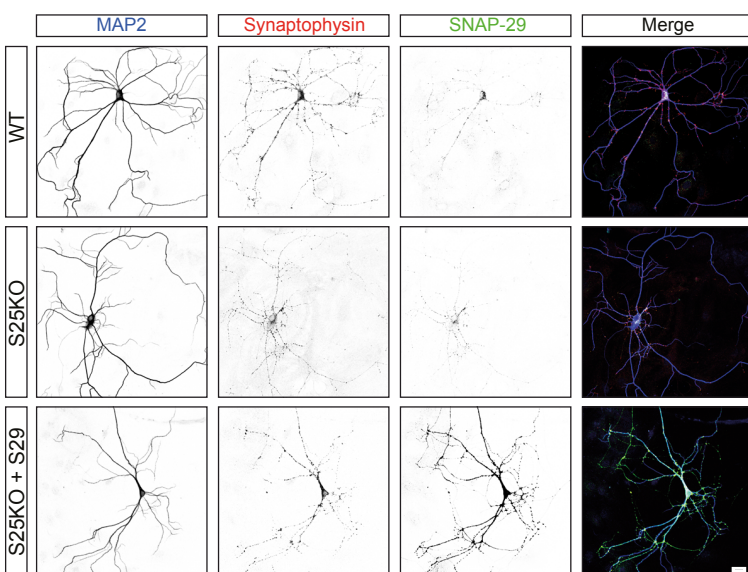 MAP2
Synaptophysin
SNAP-29
Merge
WT
S25KO
S25KO + S29